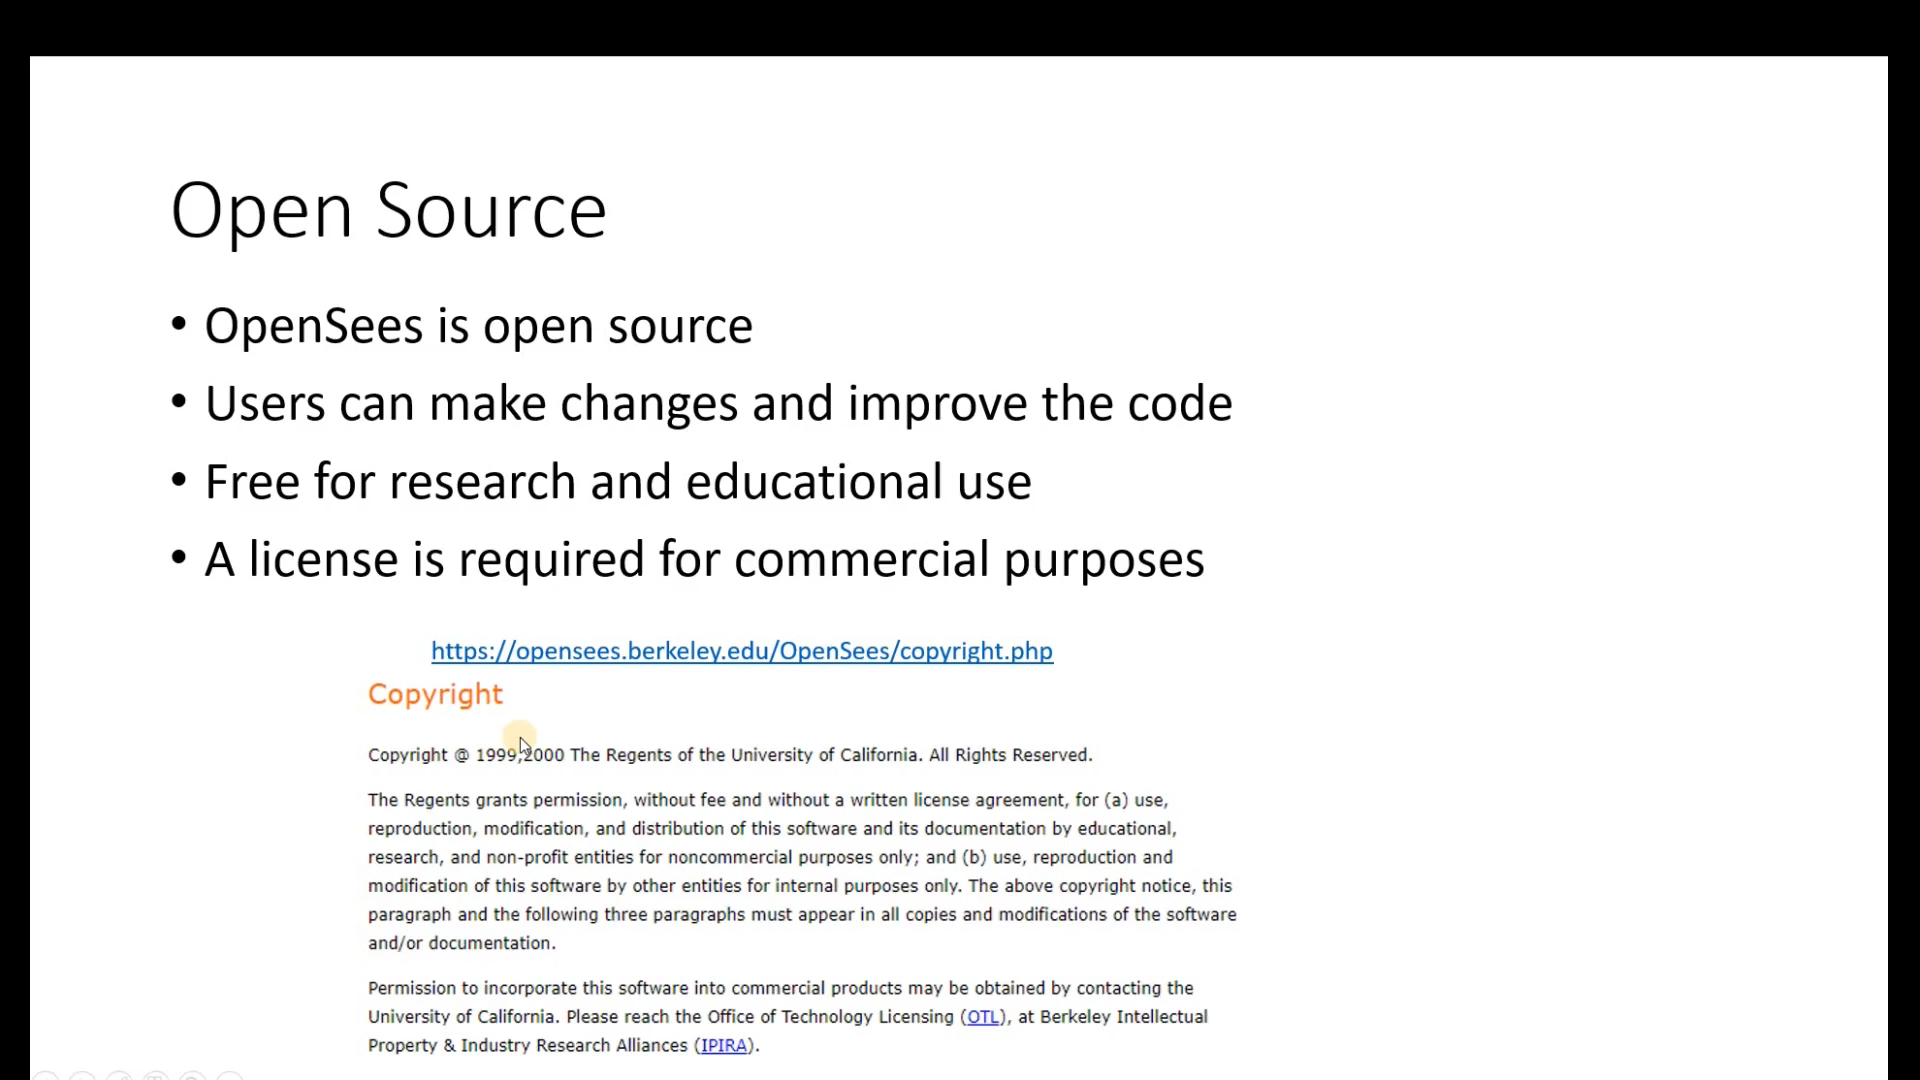 Open Source
• OpenSees is open source
• Users can make changes and improve the code
• Free for research and educational use
• A license is required for commercial purposes
https://opensees.berkeley.edu/OpenSees/copyright.php
Copyright
Copyright @ 1999,2000 The Regents of the University of California. All Rights Reserved.
The Regents grants permission, without fee and without a written license agreement, for (a) use,
reproduction, modification, and distribution of this software and its documentation by educational,
research, and non-profit entities for noncommercial purposes only; and (b) use, reproduction and
modification of this software by other entities for internal purposes only. The above copyright notice, this
paragraph and the following three paragraphs must appear in all copies and modifications of the software
and/or documentation.
Permission to incorporate this software into commercial products may be obtained by contacting the
University of California. Please reach the Office of Technology Licensing (OTL), at Berkeley Intellectual
Property & Industry Research Alliances (IPIRA).